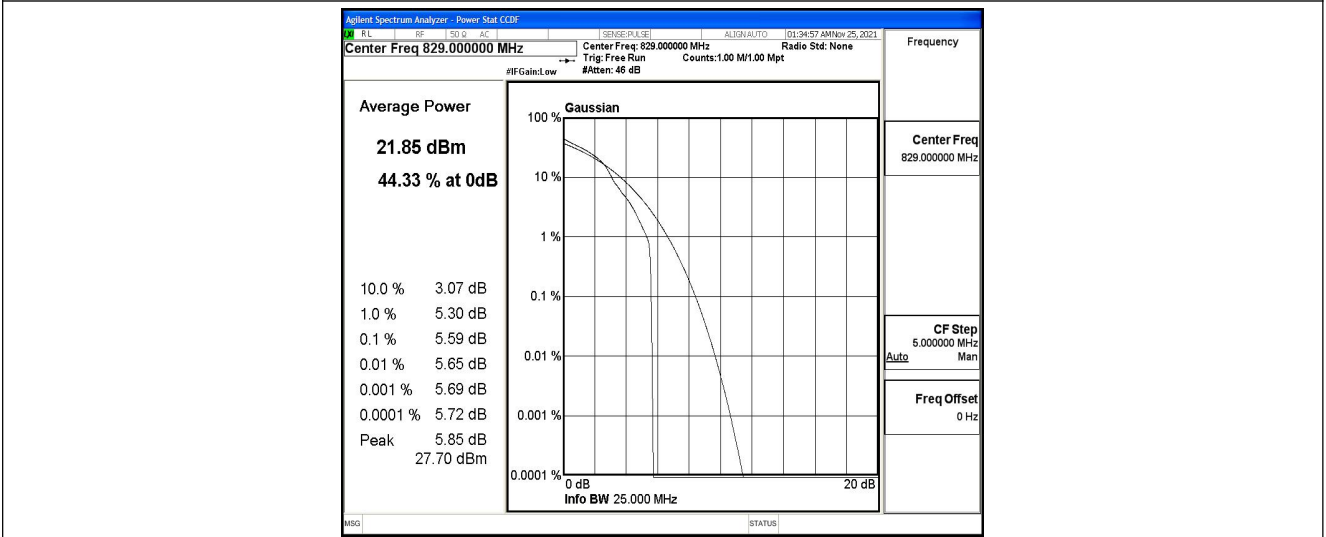 Agilent Spectrum Analyzer - Power Stat CCDF
LXI RL RF 50 Ω AC SENSE:PULSE ALIGN AUTO 01:34:57 AM Nov 25, 2021
Center Freq 829.000000 MHz
Center Freq: 829.000000 MHz Radio Std: None
Trig: Free Run Counts:1.00 M/1.00 Mpt
#IFGain:Low #Atten: 46 dB
Frequency
Average Power
21.85 dBm
44.33 % at 0dB
10.0 % 3.07 dB
1.0 % 5.30 dB
0.1 % 5.59 dB
0.01 % 5.65 dB
0.001 % 5.69 dB
0.0001 % 5.72 dB
Peak 5.85 dB
27.70 dBm
Gaussian
100 %
10 %
1 %
0.1 %
0.01 %
0.001 %
0.0001 %
0 dB 20 dB
Info BW 25.000 MHz
Center Freq
829.000000 MHz
CF Step
5.000000 MHz
Auto Man
Freq Offset
0 Hz
MSG STATUS